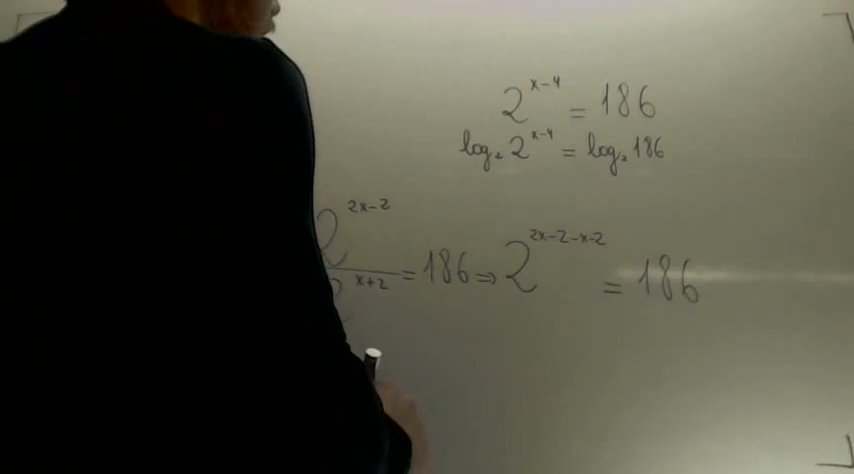 2^{x-4} = 186
log₂ 2^{x-4} = log₂ 186
2^{2x-2} / 2^{x+2} = 186 ⇒ 2^{2x-2-x-2} = 186